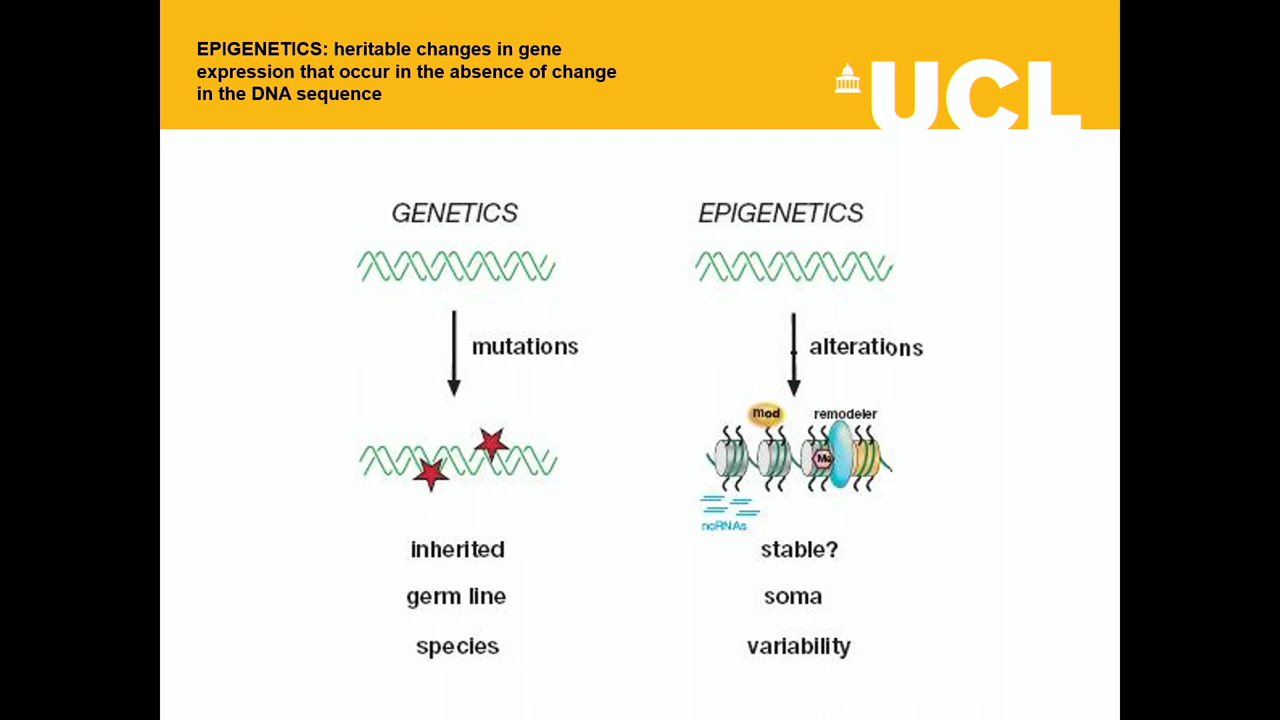 EPIGENETICS: heritable changes in gene
expression that occur in the absence of change
in the DNA sequence
UCL
GENETICS
EPIGENETICS
mutations
alterations
mod
remodeler
Me
ncRNAs
inherited
stable?
germ line
soma
species
variability